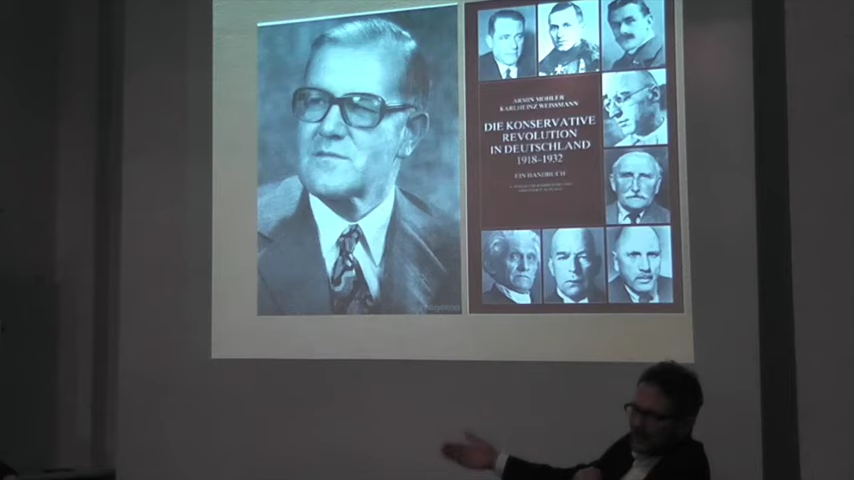 ARMIN MOHLER
KARLHEINZ WEISSMANN
DIE KONSERVATIVE
REVOLUTION
IN DEUTSCHLAND
1918–1932
EIN HANDBUCH